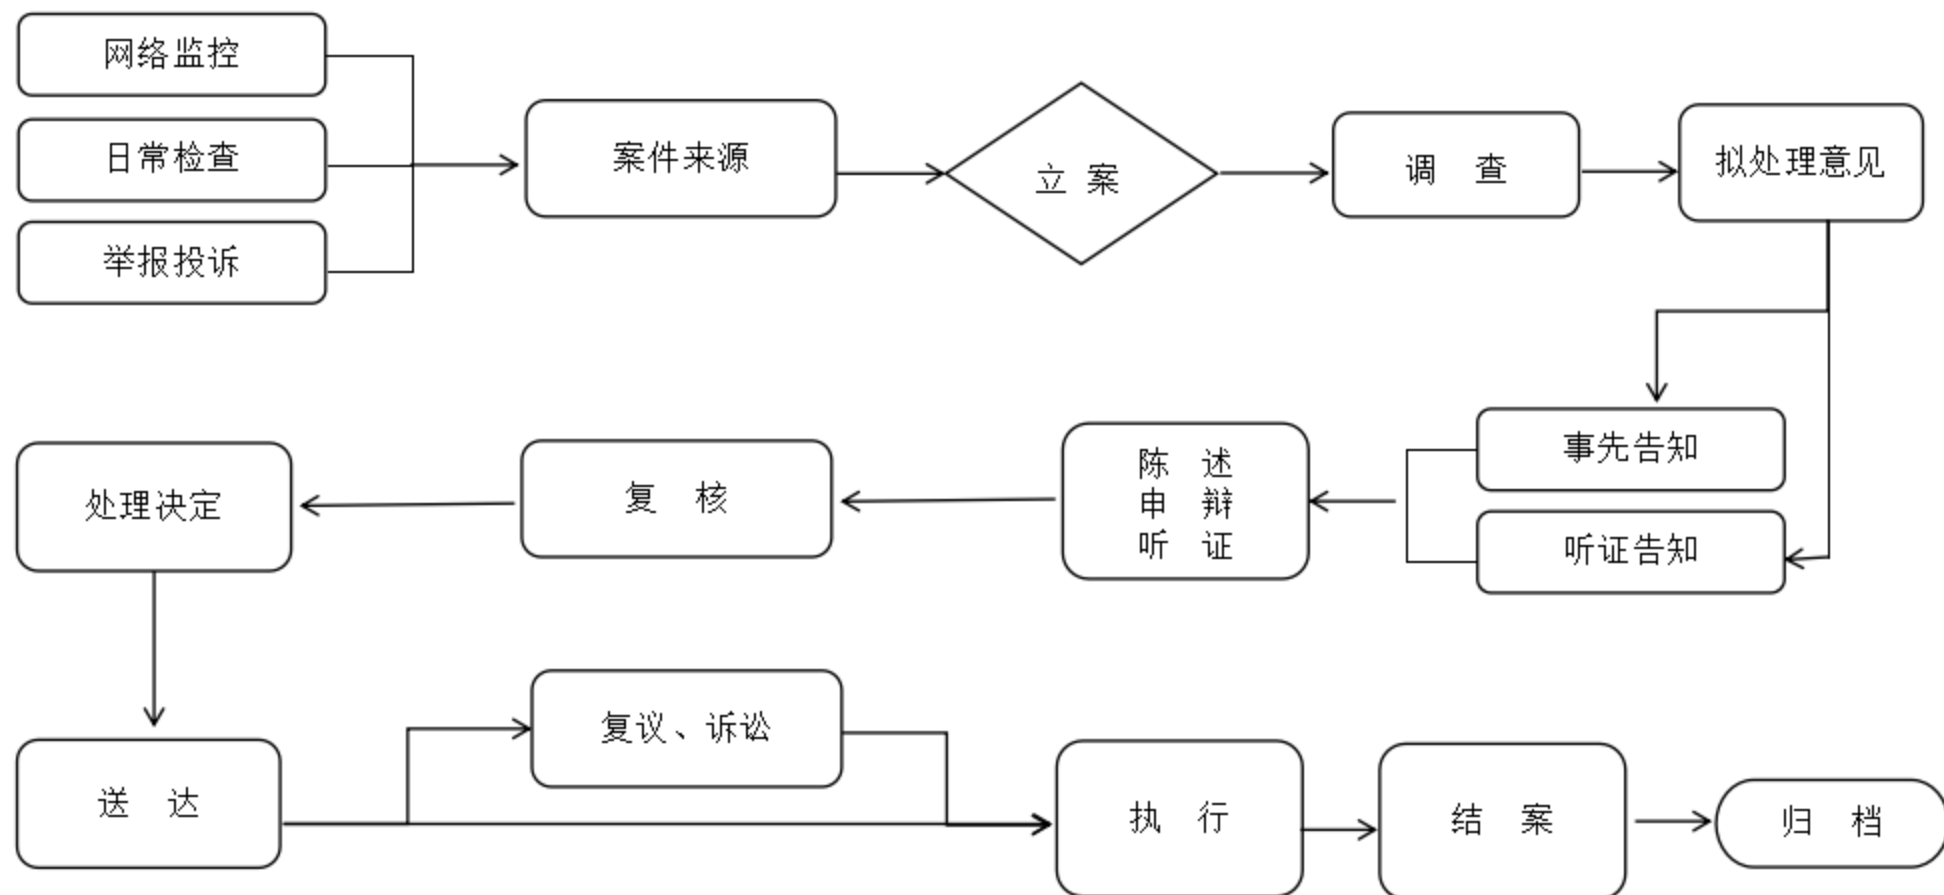 网络监控
日常检查
举报投诉
案件来源
立 案
调 查
拟处理意见
事先告知
听证告知
陈 述
申 辩
听 证
复 核
处理决定
送 达
复议、诉讼
执 行
结 案
归 档